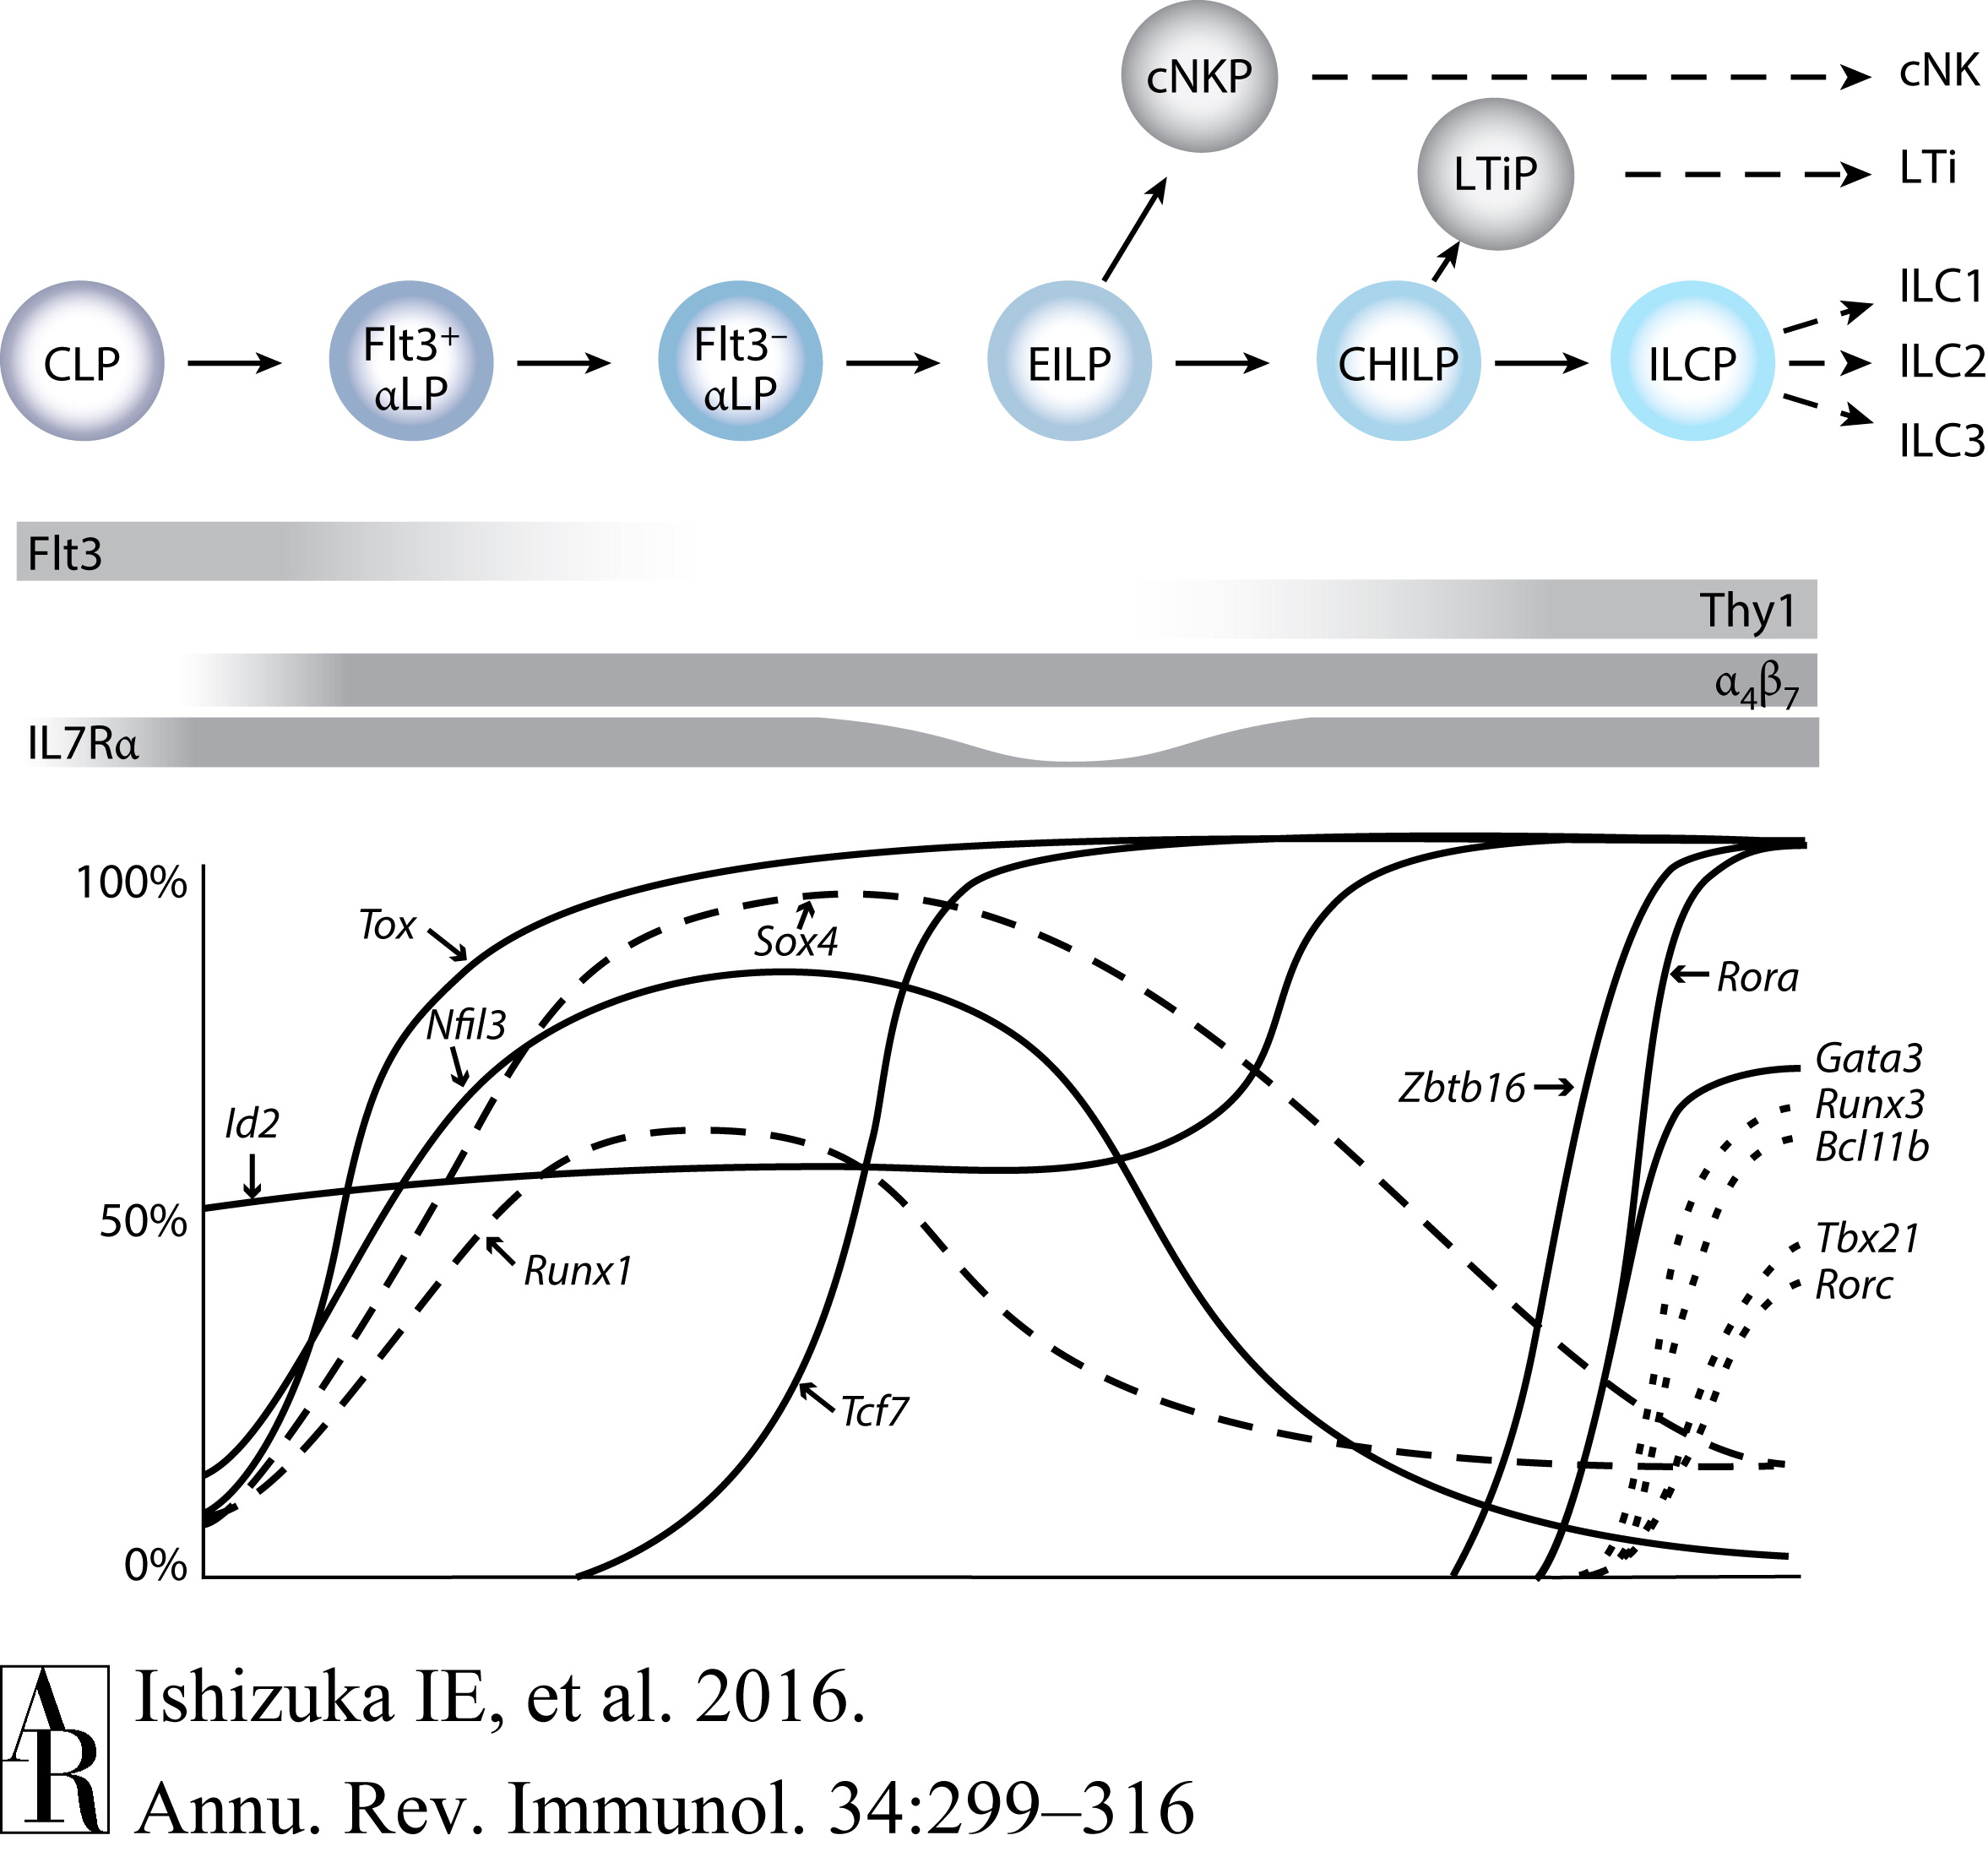 cNKP
cNK
LTiP
LTi
CLP
Flt3+
αLP
Flt3−
αLP
EILP
CHILP
ILCP
ILC1
ILC2
ILC3
Flt3
Thy1
α4β7
IL7Rα
100%
50%
0%
Tox
Sox4
Nfil3
Id2
Runx1
Tcf7
Zbtb16
Rora
Gata3
Runx3
Bcl11b
Tbx21
Rorc
AR
Ishizuka IE, et al. 2016.
Annu. Rev. Immunol. 34:299–316